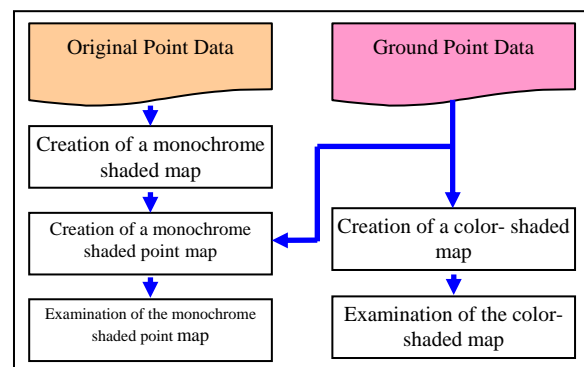 Original Point Data
Ground Point Data
Creation of a monochrome
shaded map
Creation of a monochrome
shaded point map
Creation of a color- shaded
map
Examination of the monochrome
shaded point map
Examination of the color-
shaded map